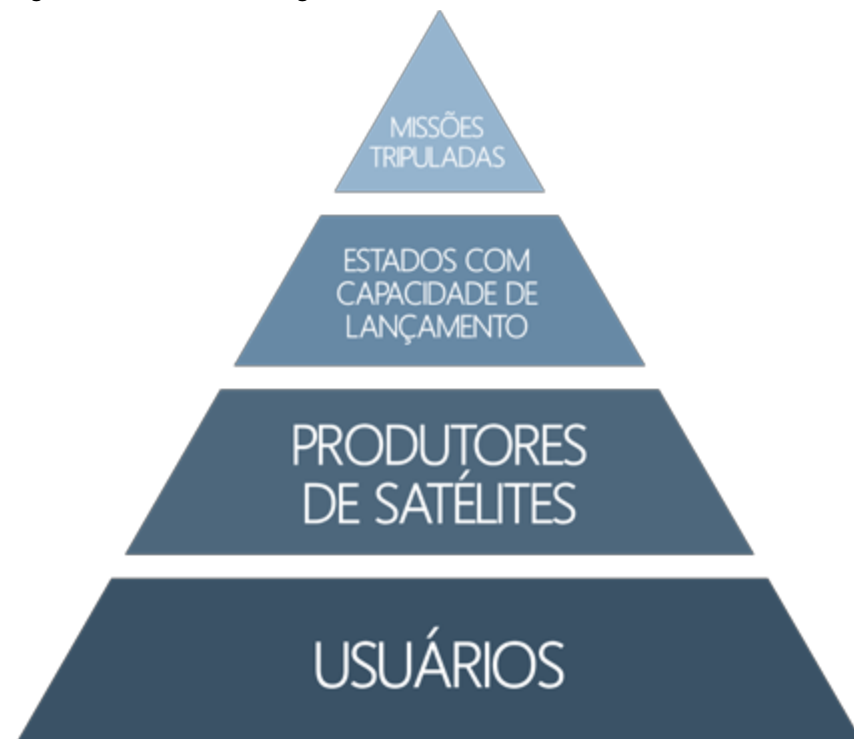 MISSÕES
TRIPULADAS
ESTADOS COM
CAPACIDADE DE
LANÇAMENTO
PRODUTORES
DE SATÉLITES
USUÁRIOS